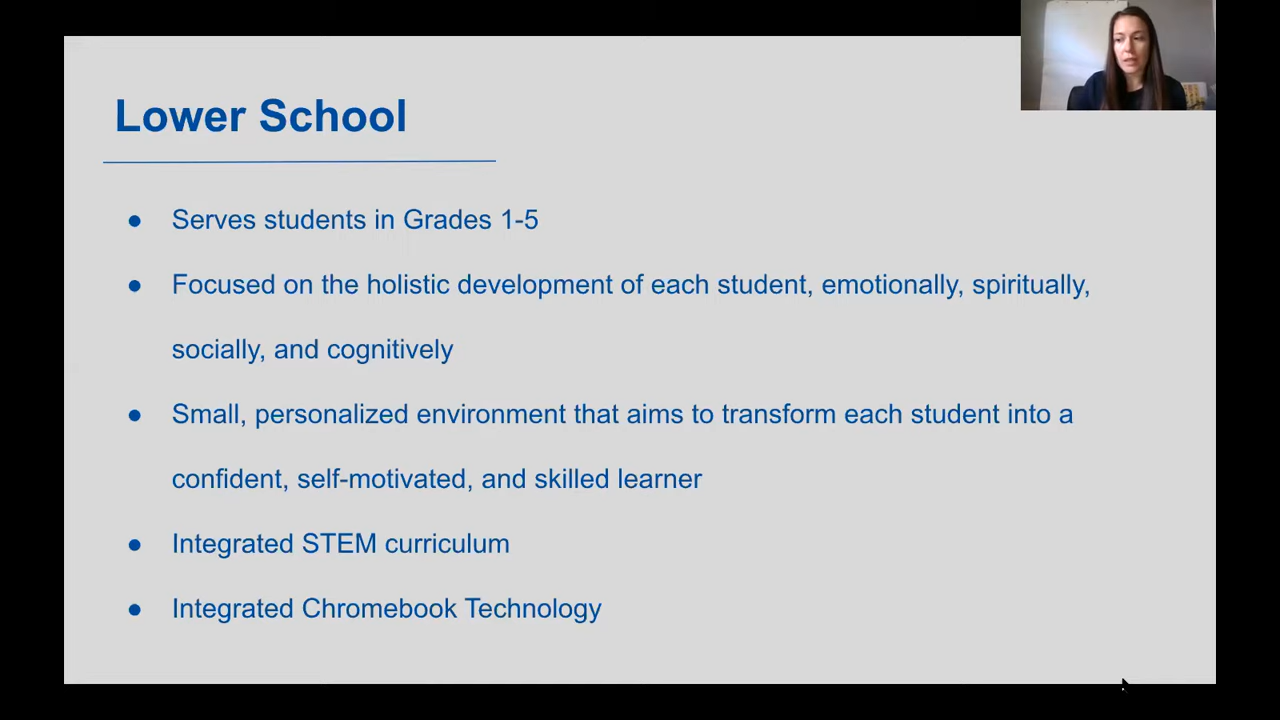 Lower School
● Serves students in Grades 1-5
● Focused on the holistic development of each student, emotionally, spiritually,
socially, and cognitively
● Small, personalized environment that aims to transform each student into a
confident, self-motivated, and skilled learner
● Integrated STEM curriculum
● Integrated Chromebook Technology